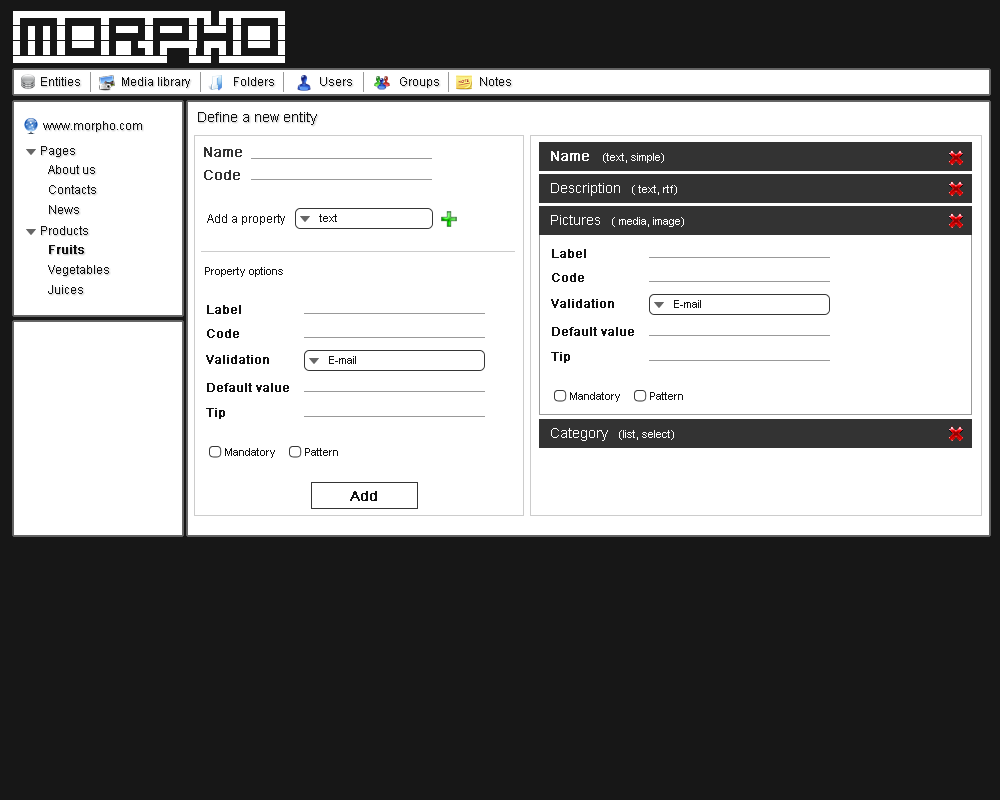 MORPHO
Entities Media library Folders Users Groups Notes
www.morpho.com
Pages
About us
Contacts
News
Products
Fruits
Vegetables
Juices
Define a new entity
Name
Code
Add a property text
Property options
Label
Code
Validation E-mail
Default value
Tip
Mandatory Pattern
Add
Name (text, simple)
Description ( text, rtf)
Pictures ( media, image)
Label
Code
Validation E-mail
Default value
Tip
Mandatory Pattern
Category (list, select)